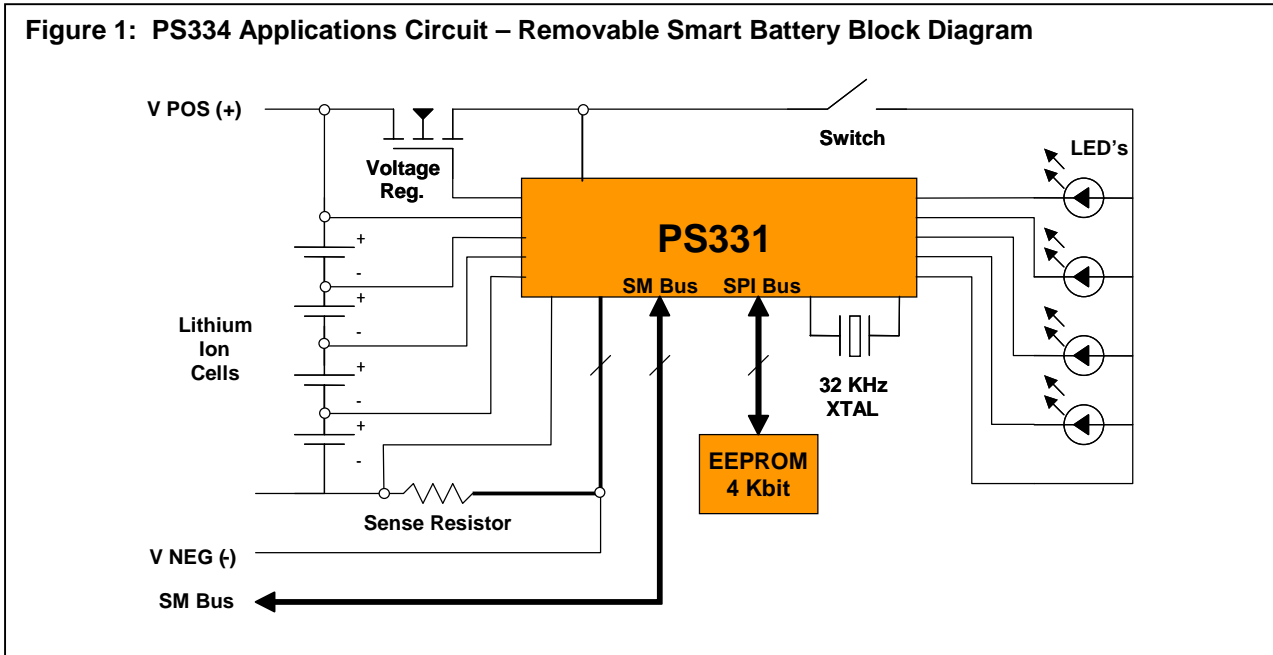 Figure 1: PS334 Applications Circuit – Removable Smart Battery Block Diagram
V POS (+)
Switch
LED's
Voltage
Reg.
PS331
SM Bus
SPI Bus
+
-
+
-
+
-
+
-
Lithium
Ion
Cells
32 KHz
XTAL
EEPROM
4 Kbit
Sense Resistor
V NEG (-)
SM Bus